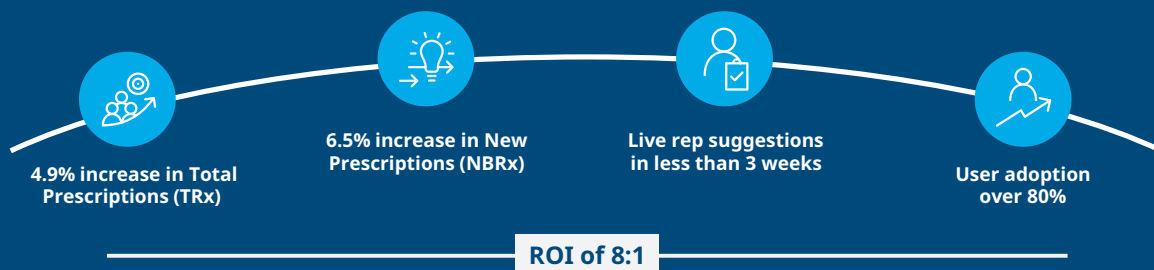 4.9% increase in Total
Prescriptions (TRx)
6.5% increase in New
Prescriptions (NBRx)
Live rep suggestions
in less than 3 weeks
User adoption
over 80%
ROI of 8:1